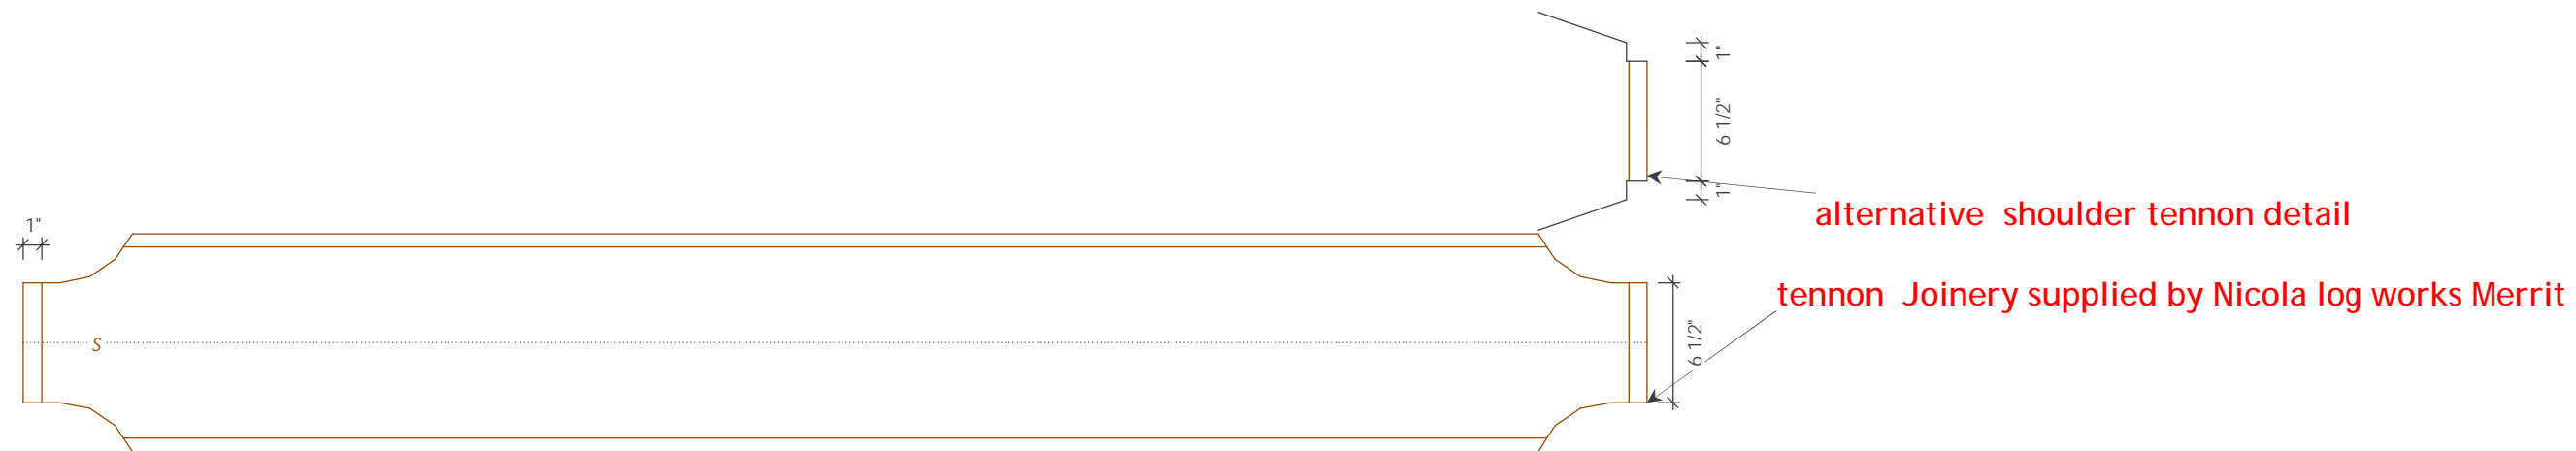 1"
6 1/2"
1"
alternative shoulder tennon detail
1"
tennon Joinery supplied by Nicola log works Merrit
6 1/2"
S